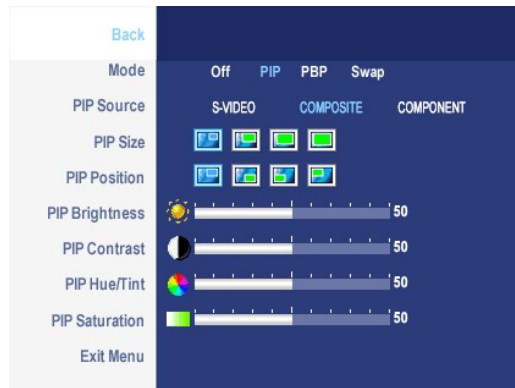 Back
Mode Off PIP PBP Swap
PIP Source S-VIDEO COMPOSITE COMPONENT
PIP Size
PIP Position
PIP Brightness 50
PIP Contrast 50
PIP Hue/Tint 50
PIP Saturation 50
Exit Menu